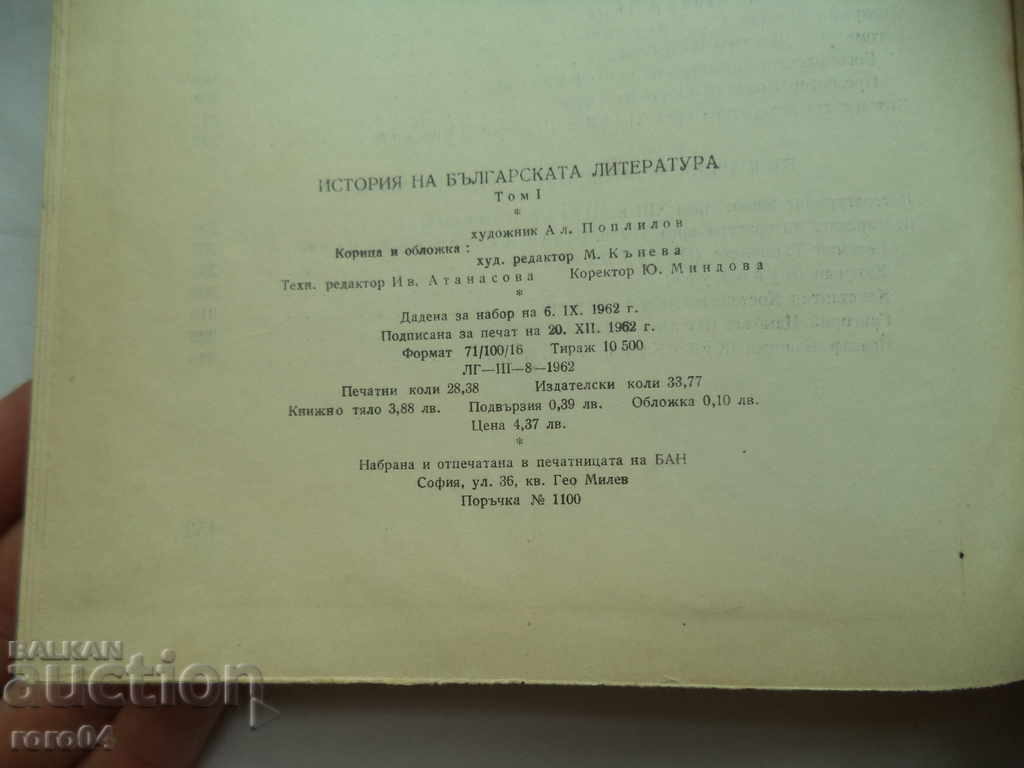 ИСТОРИЯ НА БЪЛГАРСКАТА ЛИТЕРАТУРА
Том I
*
художник Ал. Поплилов
Корица и обложка:
худ. редактор М. Кънева
Техн. редактор Ив. Атанасова Коректор Ю. Миндова
*
Дадена за набор на 6. IX. 1962 г.
Подписана за печат на 20. XII. 1962 г.
Формат 71/100/16 Тираж 10 500
ЛГ—III—8—1962
Печатни коли 28,38 Издателски коли 33,77
Книжно тяло 3,88 лв. Подвързия 0,39 лв. Обложка 0,10 лв.
Цена 4,37 лв.
*
Набрана и отпечатана в печатницата на БАН
София, ул. 36, кв. Гео Милев
Поръчка № 1100
BALKAN
auction
roro04